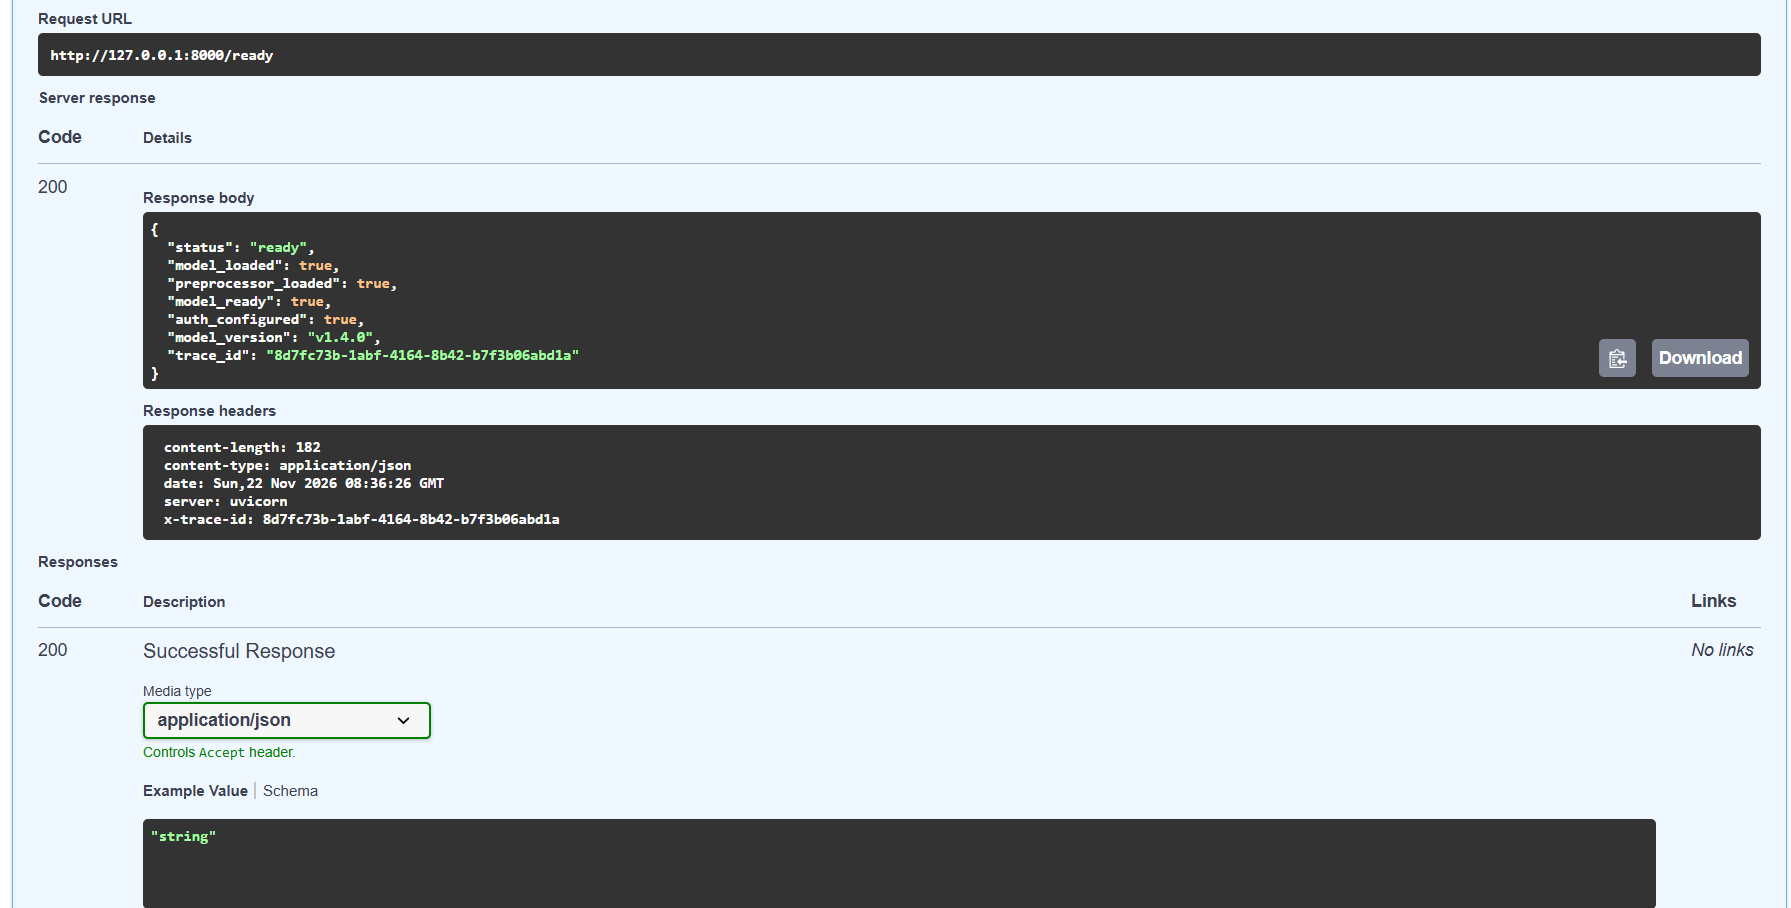 Request URL
http://127.0.0.1:8000/ready
Server response
Code Details
200
Response body
{
"status": "ready",
"model_loaded": true,
"preprocessor_loaded": true,
"model_ready": true,
"auth_configured": true,
"model_version": "v1.4.0",
"trace_id": "8d7fc73b-1abf-4164-8b42-b7f3b06abd1a"
}
Download
Response headers
content-length: 182
content-type: application/json
date: Sun,22 Nov 2026 08:36:26 GMT
server: uvicorn
x-trace-id: 8d7fc73b-1abf-4164-8b42-b7f3b06abd1a
Responses
Code Description Links
200 Successful Response No links
Media type
application/json
Controls Accept header.
Example Value Schema
"string"